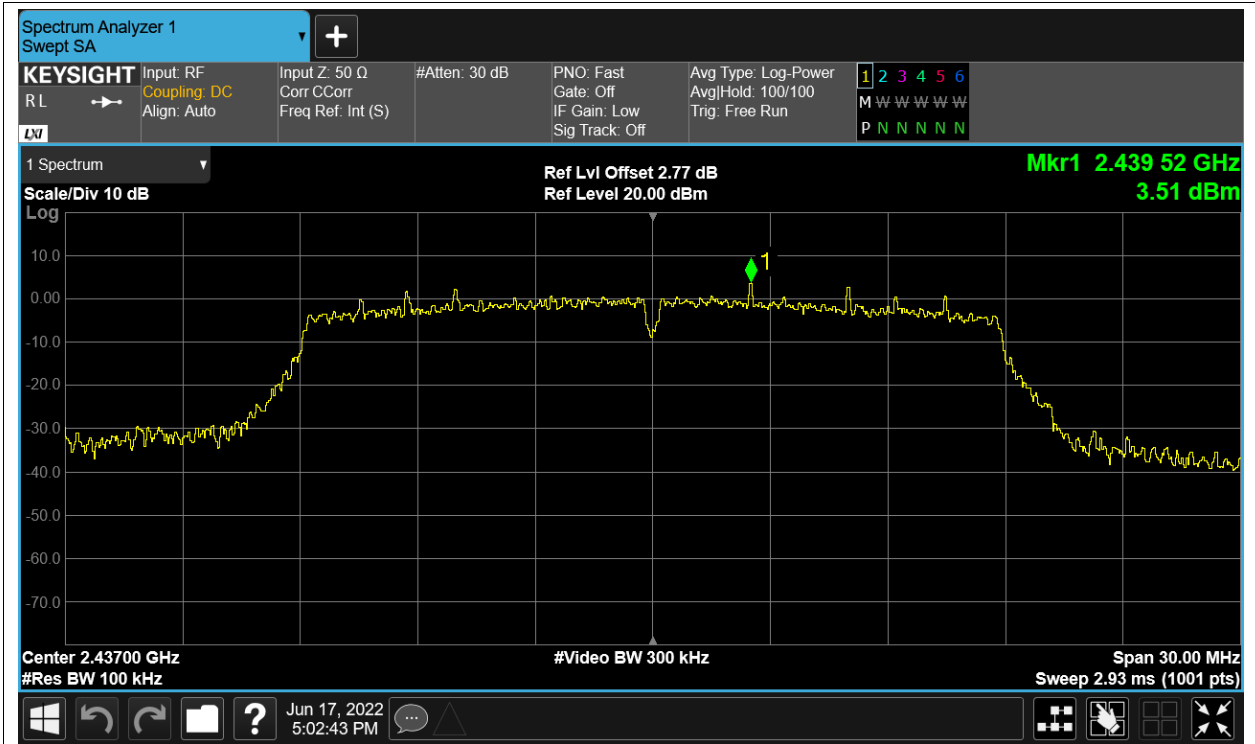 Spectrum Analyzer 1
Swept SA
KEYSIGHT
R L
LXI
Input: RF
Coupling: DC
Align: Auto
Input Z: 50 Ω
Corr CCorr
Freq Ref: Int (S)
#Atten: 30 dB
PNO: Fast
Gate: Off
IF Gain: Low
Sig Track: Off
Avg Type: Log-Power
Avg|Hold: 100/100
Trig: Free Run
1 2 3 4 5 6
M W W W W W
P N N N N N
1 Spectrum
Scale/Div 10 dB
Log
Ref Lvl Offset 2.77 dB
Ref Level 20.00 dBm
Mkr1 2.439 52 GHz
3.51 dBm
1
10.0
0.00
-10.0
-20.0
-30.0
-40.0
-50.0
-60.0
-70.0
Center 2.43700 GHz
#Res BW 100 kHz
#Video BW 300 kHz
Span 30.00 MHz
Sweep 2.93 ms (1001 pts)
?
Jun 17, 2022
5:02:43 PM